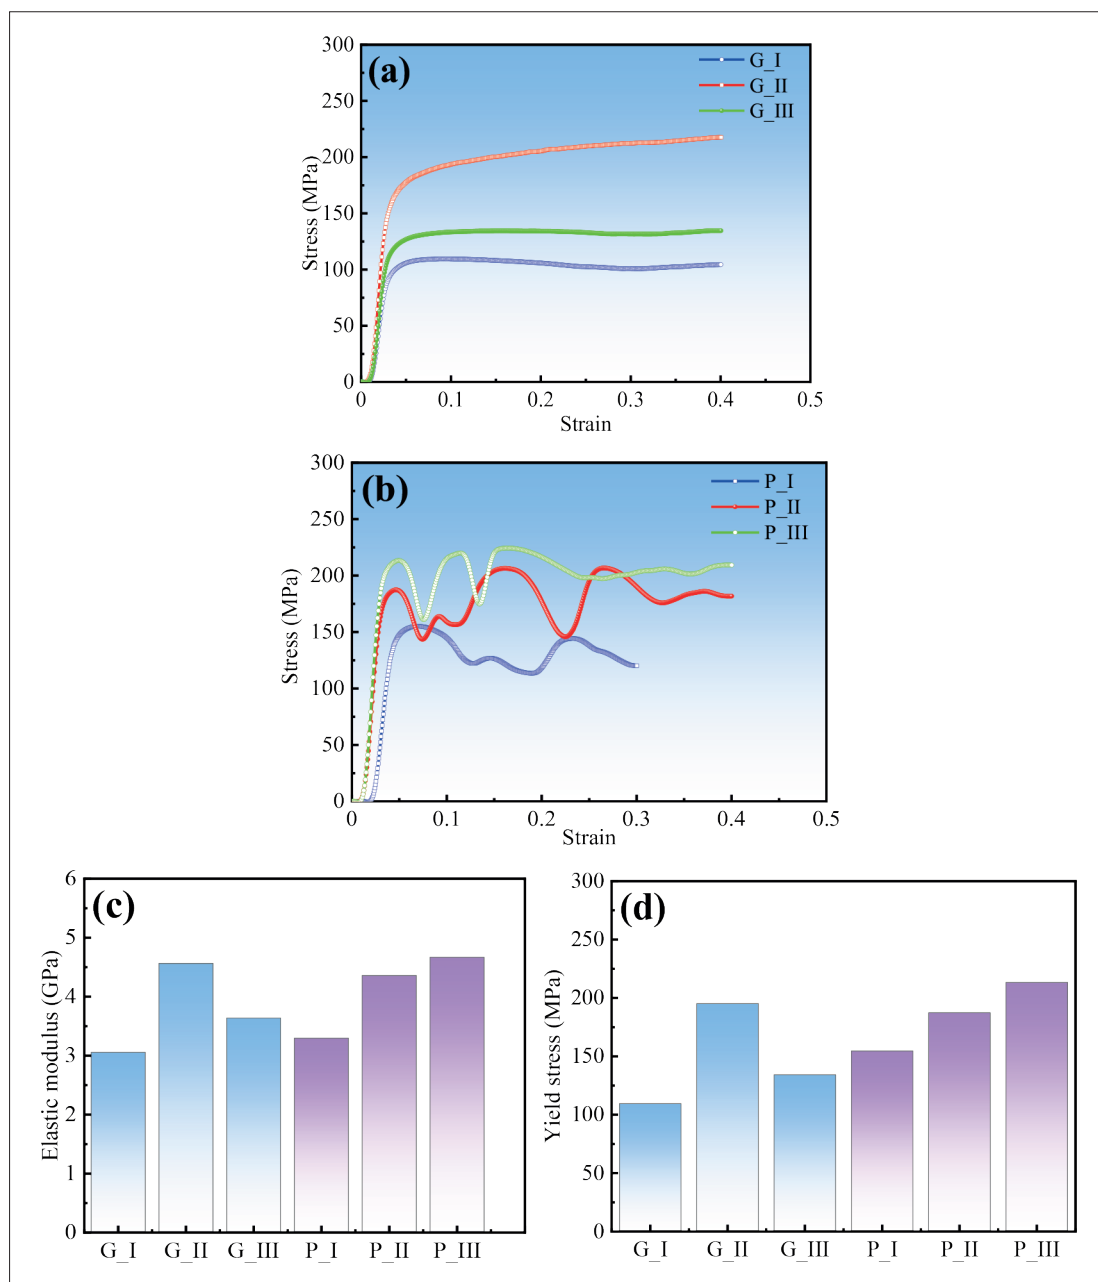 (a)
G_I
G_II
G_III
300
250
200
150
100
50
0
Stress (MPa)
0 0.1 0.2 0.3 0.4 0.5
Strain
(b)
P_I
P_II
P_III
300
250
200
150
100
50
0
Stress (MPa)
0 0.1 0.2 0.3 0.4 0.5
Strain
(c)
6
5
4
3
2
1
0
Elastic modulus (GPa)
G_I G_II G_III P_I P_II P_III
(d)
300
250
200
150
100
50
0
Yield stress (MPa)
G_I G_II G_III P_I P_II P_III